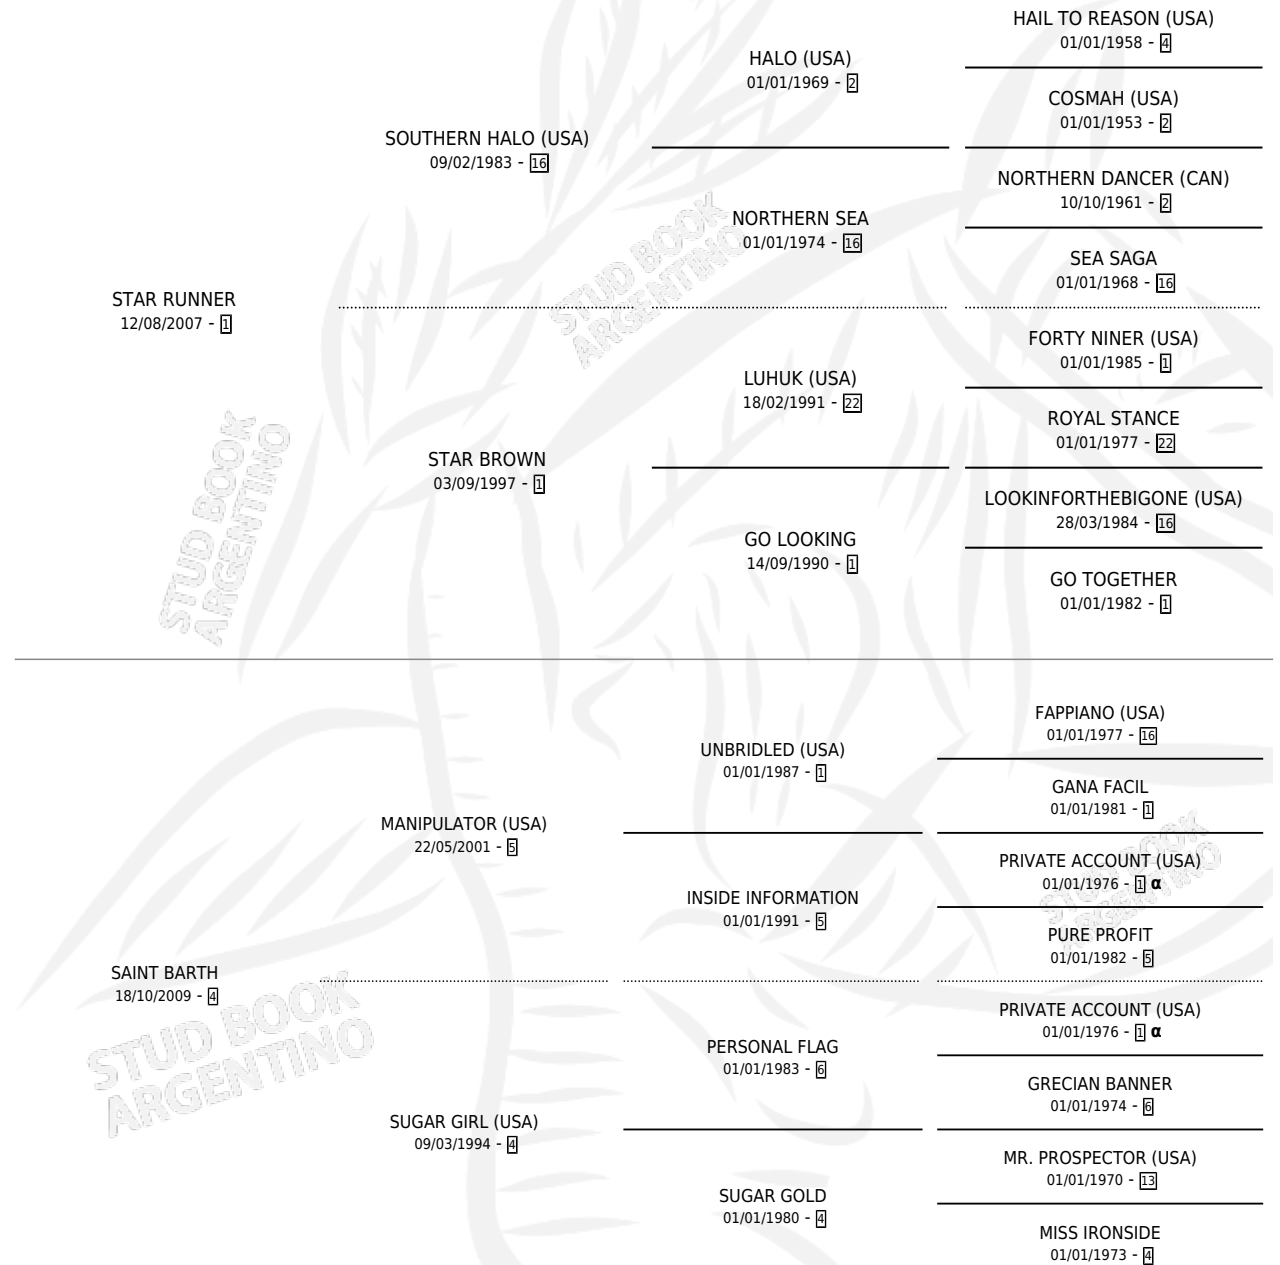 HAIL TO REASON (USA)
01/01/1958 - 4
HALO (USA)
01/01/1969 - 2
COSMAH (USA)
01/01/1953 - 2
SOUTHERN HALO (USA)
09/02/1983 - 16
NORTHERN DANCER (CAN)
10/10/1961 - 2
NORTHERN SEA
01/01/1974 - 16
SEA SAGA
01/01/1968 - 16
STAR RUNNER
12/08/2007 - 1
FORTY NINER (USA)
01/01/1985 - 1
LUHUK (USA)
18/02/1991 - 22
ROYAL STANCE
01/01/1977 - 22
STAR BROWN
03/09/1997 - 1
LOOKINFORTHEBIGONE (USA)
28/03/1984 - 16
GO LOOKING
14/09/1990 - 1
GO TOGETHER
01/01/1982 - 1
STUD BOOK
ARGENTINO
STUD BOOK
ARGENTINO
FAPPIANO (USA)
01/01/1977 - 16
UNBRIDLED (USA)
01/01/1987 - 1
GANA FACIL
01/01/1981 - 1
MANIPULATOR (USA)
22/05/2001 - 5
PRIVATE ACCOUNT (USA)
01/01/1976 - 1 α
INSIDE INFORMATION
01/01/1991 - 5
PURE PROFIT
01/01/1982 - 5
SAINT BARTH
18/10/2009 - 4
PRIVATE ACCOUNT (USA)
01/01/1976 - 1 α
PERSONAL FLAG
01/01/1983 - 6
GRECIAN BANNER
01/01/1974 - 6
SUGAR GIRL (USA)
09/03/1994 - 4
MR. PROSPECTOR (USA)
01/01/1970 - 13
SUGAR GOLD
01/01/1980 - 4
MISS IRONSIDE
01/01/1973 - 4
STUD BOOK
ARGENTINO
STUD BOOK
ARGENTINO